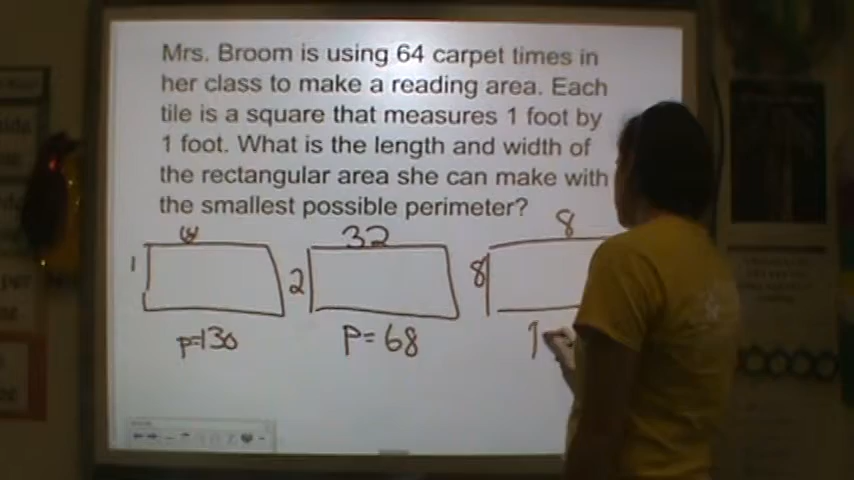 Mrs. Broom is using 64 carpet times in
her class to make a reading area. Each
tile is a square that measures 1 foot by
1 foot. What is the length and width of
the rectangular area she can make with
the smallest possible perimeter?
32 8
1 2 8
p=130 P=68